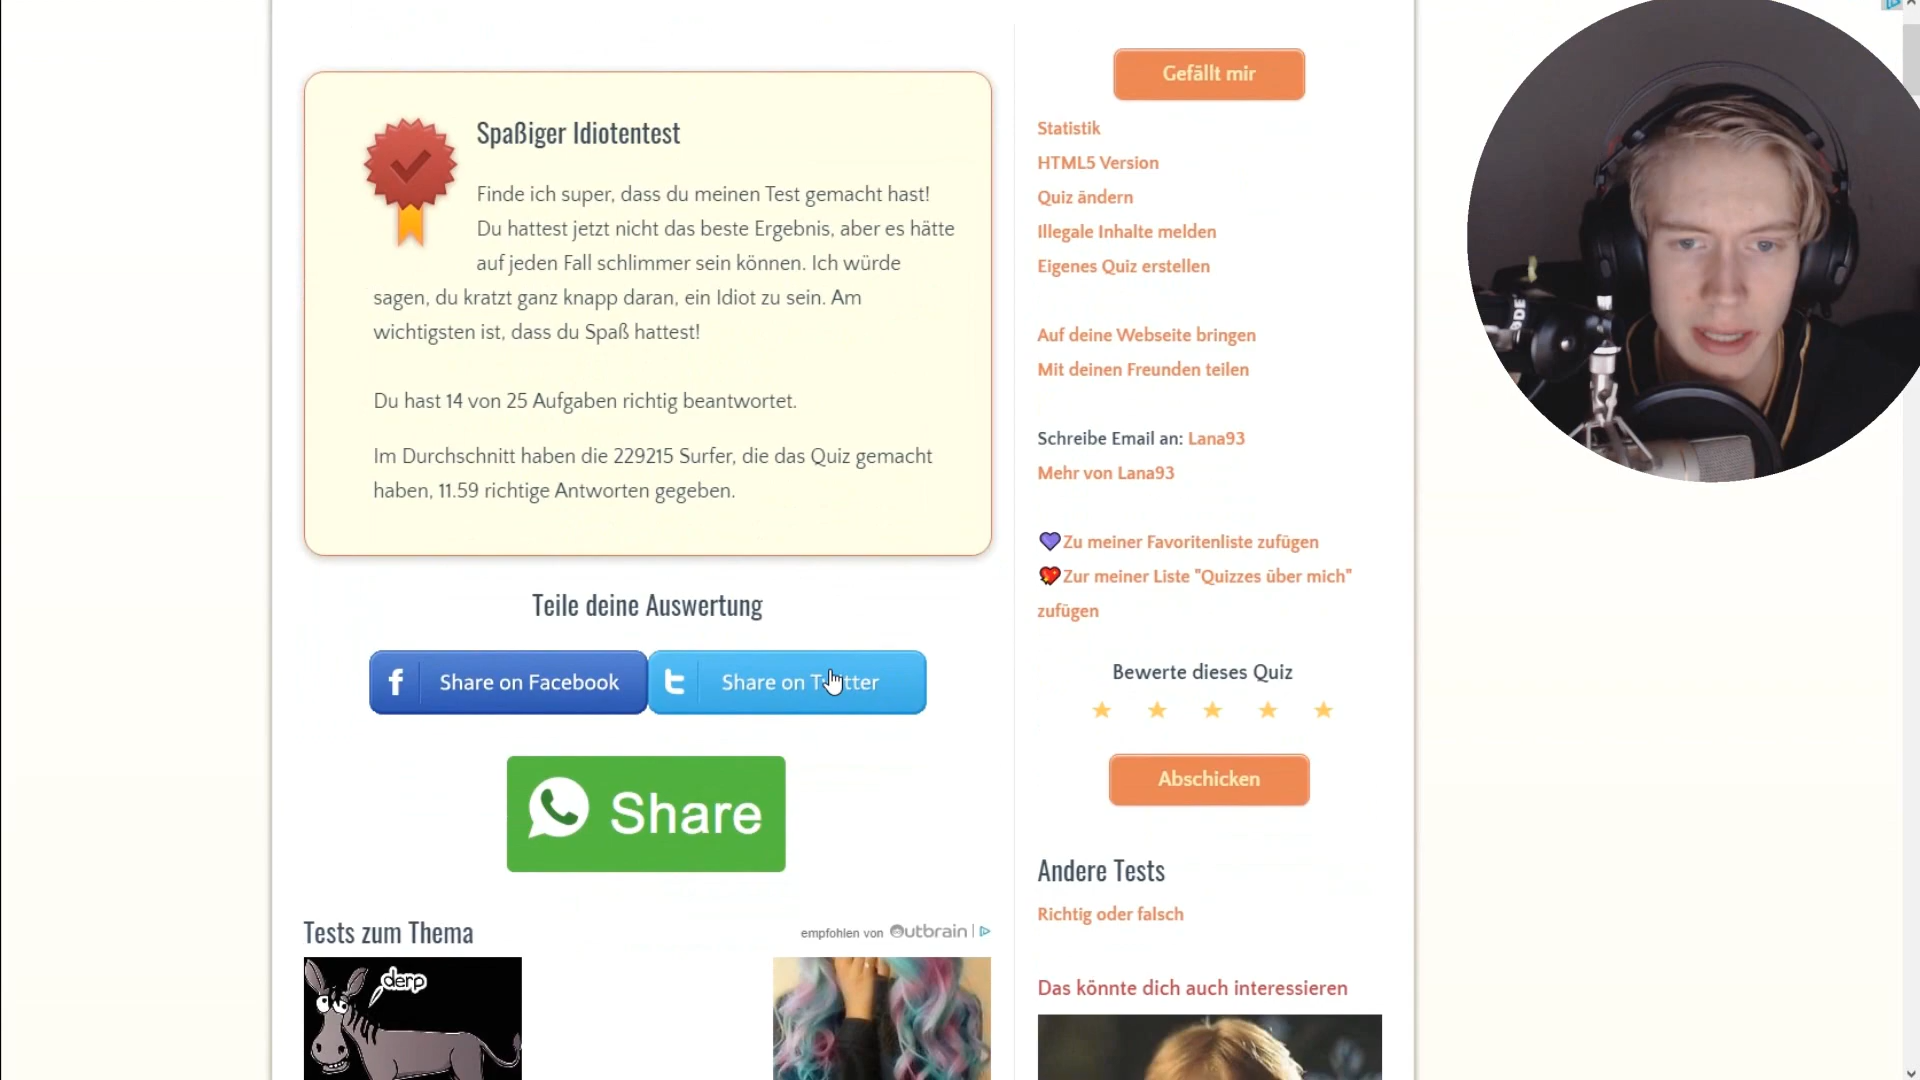 Spaßiger Idiotentest
Finde ich super, dass du meinen Test gemacht hast!
Du hattest jetzt nicht das beste Ergebnis, aber es hätte
auf jeden Fall schlimmer sein können. Ich würde
sagen, du kratzt ganz knapp daran, ein Idiot zu sein. Am
wichtigsten ist, dass du Spaß hattest!
Du hast 14 von 25 Aufgaben richtig beantwortet.
Im Durchschnitt haben die 229215 Surfer, die das Quiz gemacht
haben, 11.59 richtige Antworten gegeben.
Teile deine Auswertung
Share on Facebook
Share on Twitter
Share
Tests zum Thema
empfohlen von Outbrain
derp
Gefällt mir
Statistik
HTML5 Version
Quiz ändern
Illegale Inhalte melden
Eigenes Quiz erstellen
Auf deine Webseite bringen
Mit deinen Freunden teilen
Schreibe Email an: Lana93
Mehr von Lana93
Zu meiner Favoritenliste zufügen
Zur meiner Liste "Quizzes über mich"
zufügen
Bewerte dieses Quiz
Abschicken
Andere Tests
Richtig oder falsch
Das könnte dich auch interessieren